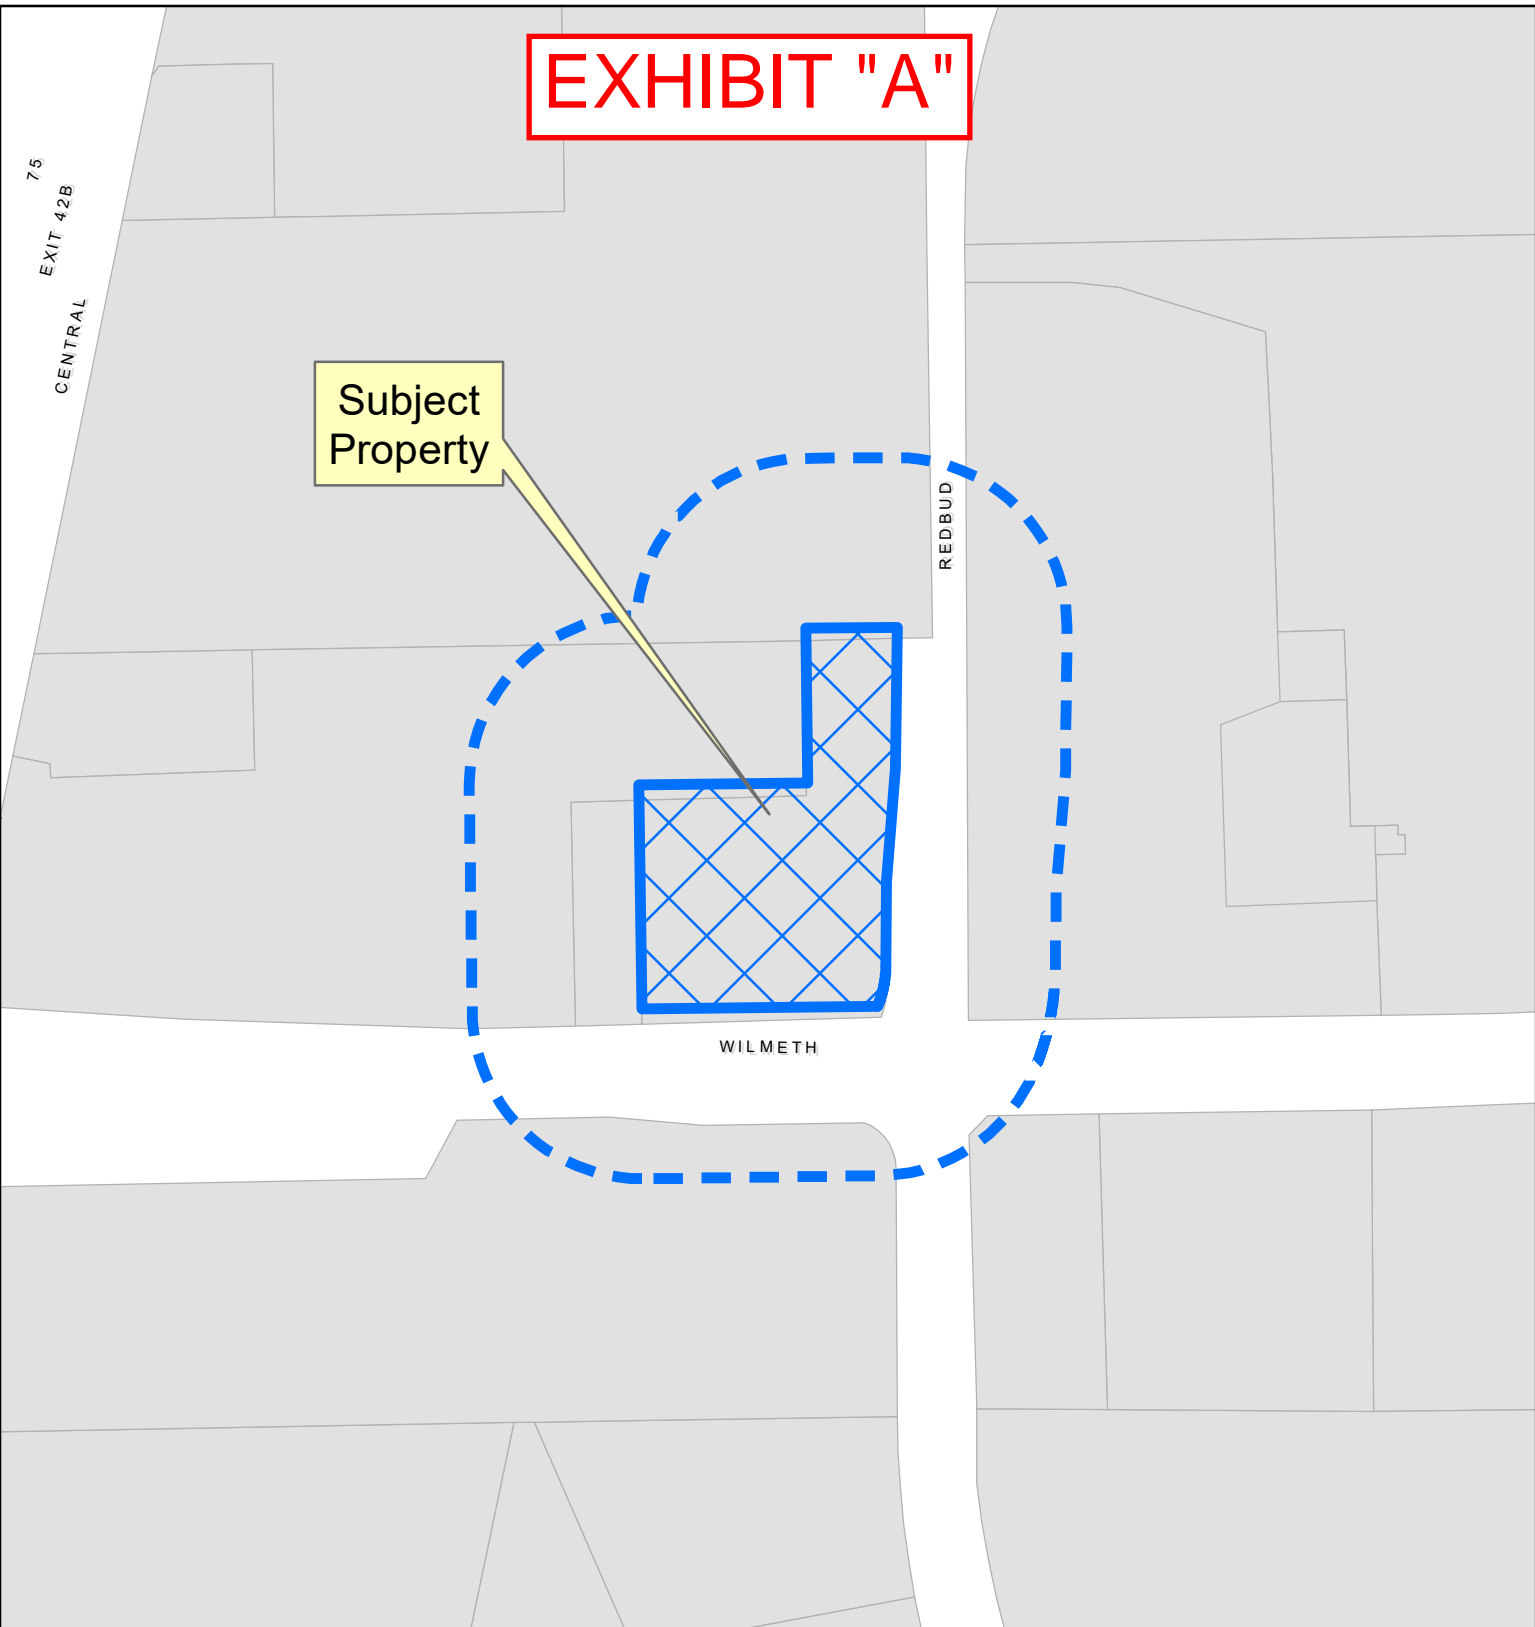 EXHIBIT "A"
75
EXIT 42B
CENTRAL
Subject
Property
REDBUD
WILMETH